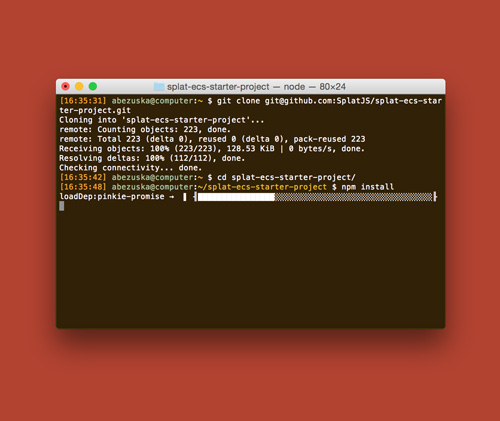 splat-ecs-starter-project — node — 80×24
[16:35:31] abezuska@computer:~ $ git clone git@github.com:SplatJS/splat-ecs-star
ter-project.git
Cloning into 'splat-ecs-starter-project'...
remote: Counting objects: 223, done.
remote: Total 223 (delta 0), reused 0 (delta 0), pack-reused 223
Receiving objects: 100% (223/223), 128.53 KiB | 0 bytes/s, done.
Resolving deltas: 100% (112/112), done.
Checking connectivity... done.
[16:35:42] abezuska@computer:~ $ cd splat-ecs-starter-project/
[16:35:48] abezuska@computer:~/splat-ecs-starter-project $ npm install
loadDep:pinkie-promise →